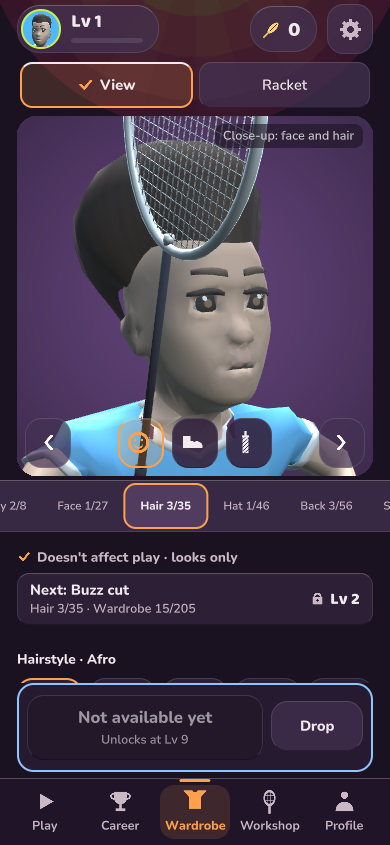 Lv 1
0
View
Racket
Close-up: face and hair
y 2/8
Face 1/27
Hair 3/35
Hat 1/46
Back 3/56
S
Doesn't affect play · looks only
Next: Buzz cut
Hair 3/35 · Wardrobe 15/205
Lv 2
Hairstyle · Afro
Not available yet
Unlocks at Lv 9
Drop
Play
Career
Wardrobe
Workshop
Profile